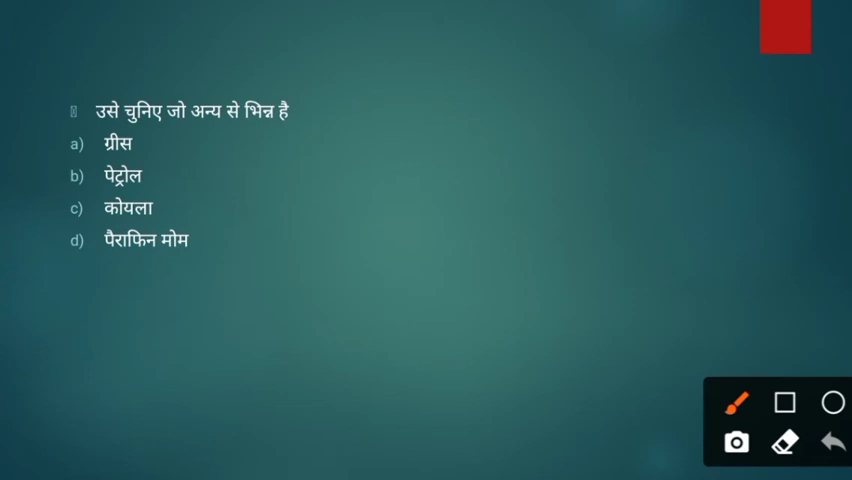 उसे चुनिए जो अन्य से भिन्न है
a) ग्रीस
b) पेट्रोल
c) कोयला
d) पैराफिन मोम